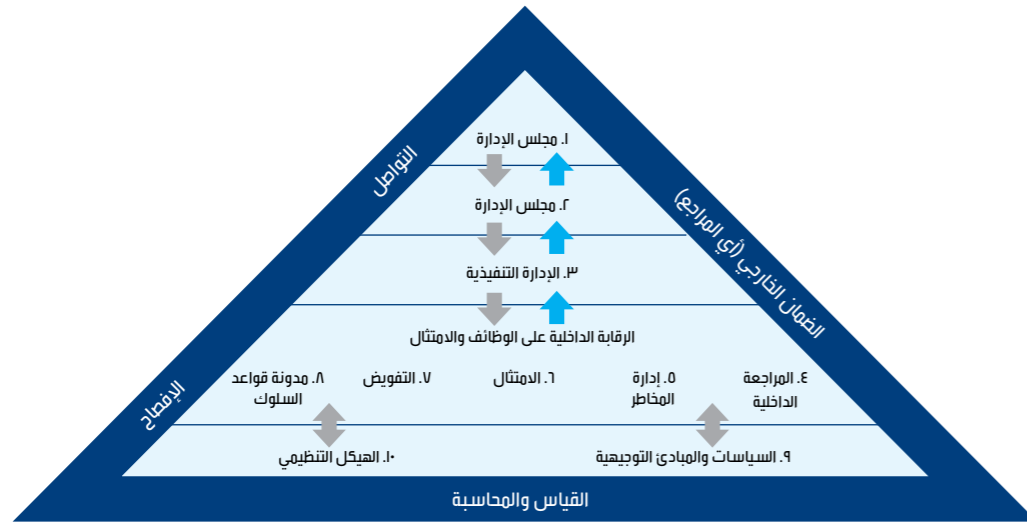 ١. مجلس الإدارة
٢. مجلس الإدارة
٣. الإدارة التنفيذية
الرقابة الداخلية على الوظائف والامتثال
٤. المراجعة
الداخلية
٥. إدارة
المخاطر
٦. الامتثال
٧. التفويض
٨. مدونة قواعد
السلوك
٩. السياسات والمبادئ التوجيهية
١٠. الهيكل التنظيمي
الضمان الخارجي (أي المراجع)
التواصل
الإفصاح
القياس والمحاسبة